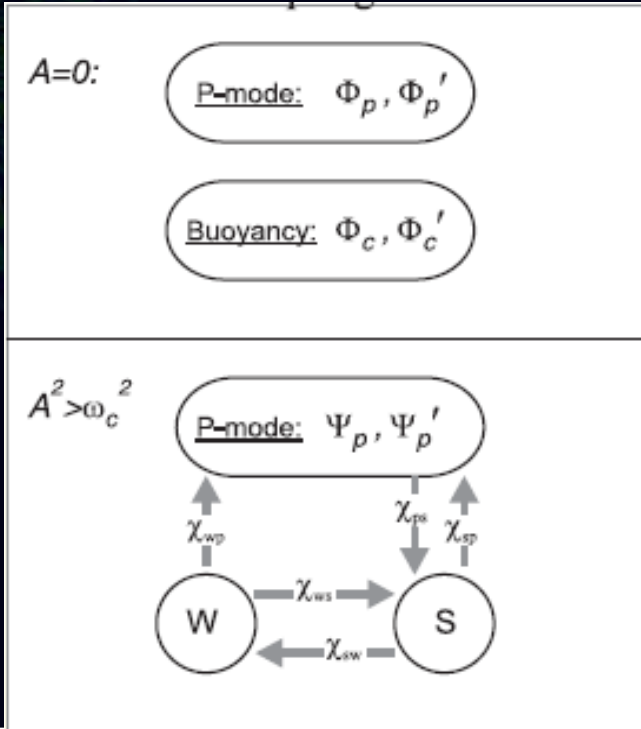 A=0:
P-mode: Φp, Φp′
Buoyancy: Φc, Φc′
A²>ωc²
P-mode: Ψp, Ψp′
χwp
χps
χsp
χws
W
S
χsw